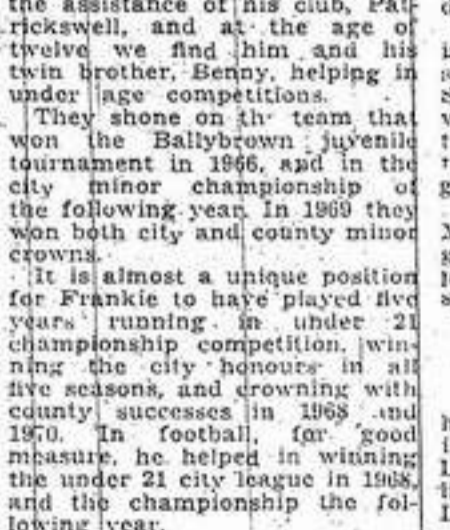 the assistance of his club, Pat-
rickswell, and at the age of
twelve we find him and his
twin brother, Benny, helping in
under age competitions.
They shone on th team that
won the Ballybrown juvenile
tournament in 1966, and in the
city minor championship of
the following year. In 1969 they
won both city and county minor
crowns.
It is almost a unique position
for Frankie to have played five
years running in under 21
championship competition, win-
ning the city honours in all
five seasons, and crowning with
county successes in 1968 and
1970. In football, for good
measure, he helped in winning
the under 21 city league in 1968,
and the championship the fol-
lowing year.